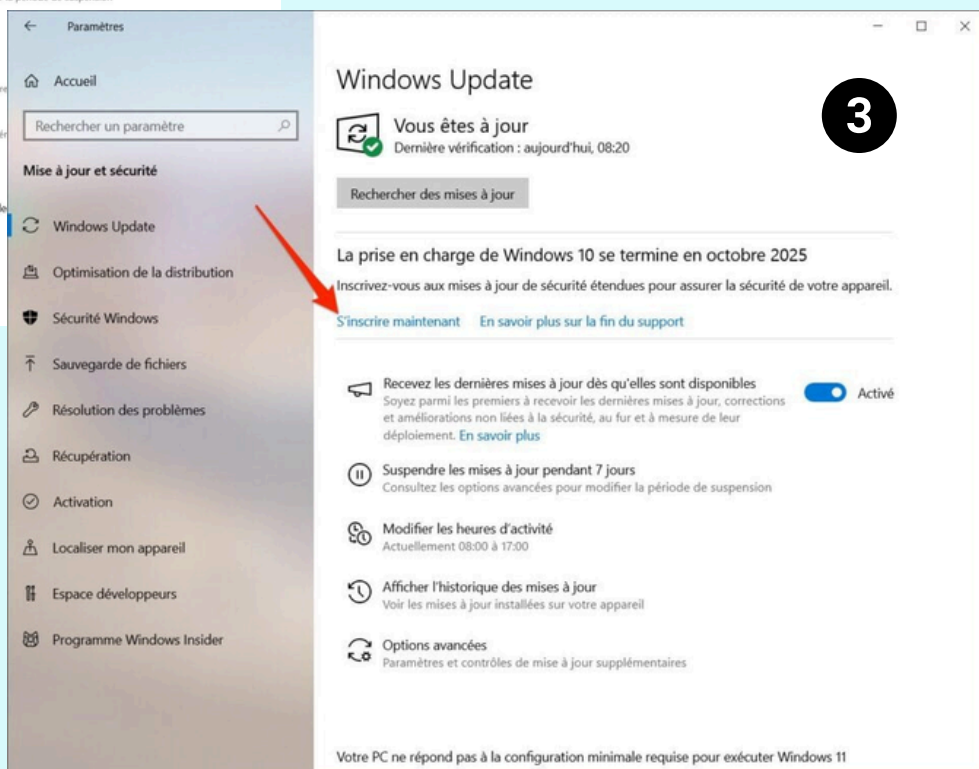 Paramètres
Accueil
Rechercher un paramètre
Mise à jour et sécurité
Windows Update
Optimisation de la distribution
Sécurité Windows
Sauvegarde de fichiers
Résolution des problèmes
Récupération
Activation
Localiser mon appareil
Espace développeurs
Programme Windows Insider
Windows Update
3
Vous êtes à jour
Dernière vérification : aujourd'hui, 08:20
Rechercher des mises à jour
La prise en charge de Windows 10 se termine en octobre 2025
Inscrivez-vous aux mises à jour de sécurité étendues pour assurer la sécurité de votre appareil.
S'inscrire maintenant En savoir plus sur la fin du support
Recevez les dernières mises à jour dès qu'elles sont disponibles
Activé
Soyez parmi les premiers à recevoir les dernières mises à jour, corrections
et améliorations non liées à la sécurité, au fur et à mesure de leur
déploiement. En savoir plus
Suspendre les mises à jour pendant 7 jours
Consultez les options avancées pour modifier la période de suspension
Modifier les heures d'activité
Actuellement 08:00 à 17:00
Afficher l'historique des mises à jour
Voir les mises à jour installées sur votre appareil
Options avancées
Paramètres et contrôles de mise à jour supplémentaires
Votre PC ne répond pas à la configuration minimale requise pour exécuter Windows 11